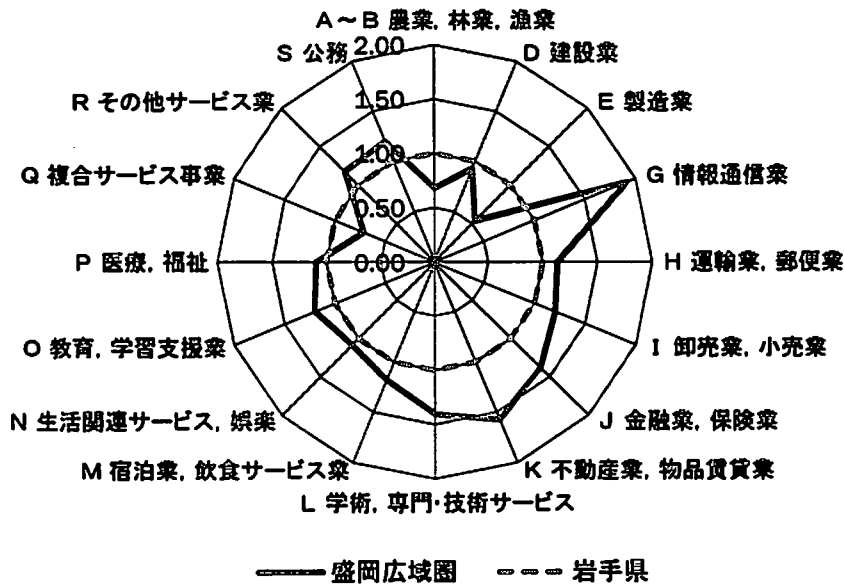 A～B 農業, 林業, 漁業
S 公務
2.00
D 建設業
R その他サービス業
1.50
E 製造業
Q 複合サービス事業
1.00
G 情報通信業
0.50
P 医療, 福祉
0.00
H 運輸業, 郵便業
O 教育, 学習支援業
I 卸売業, 小売業
N 生活関連サービス, 娯楽
J 金融業, 保険業
M 宿泊業, 飲食サービス業
K 不動産業, 物品賃貸業
L 学術, 専門・技術サービス
盛岡広域圏
岩手県